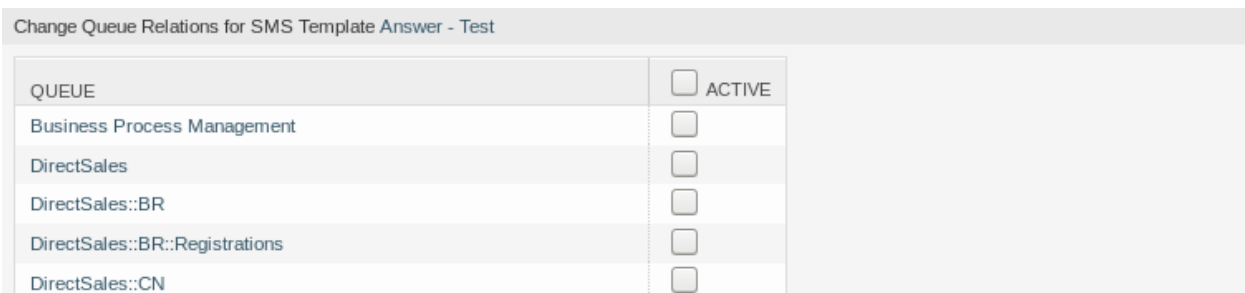 Change Queue Relations for SMS Template Answer - Test
QUEUE ACTIVE
Business Process Management
DirectSales
DirectSales::BR
DirectSales::BR::Registrations
DirectSales::CN